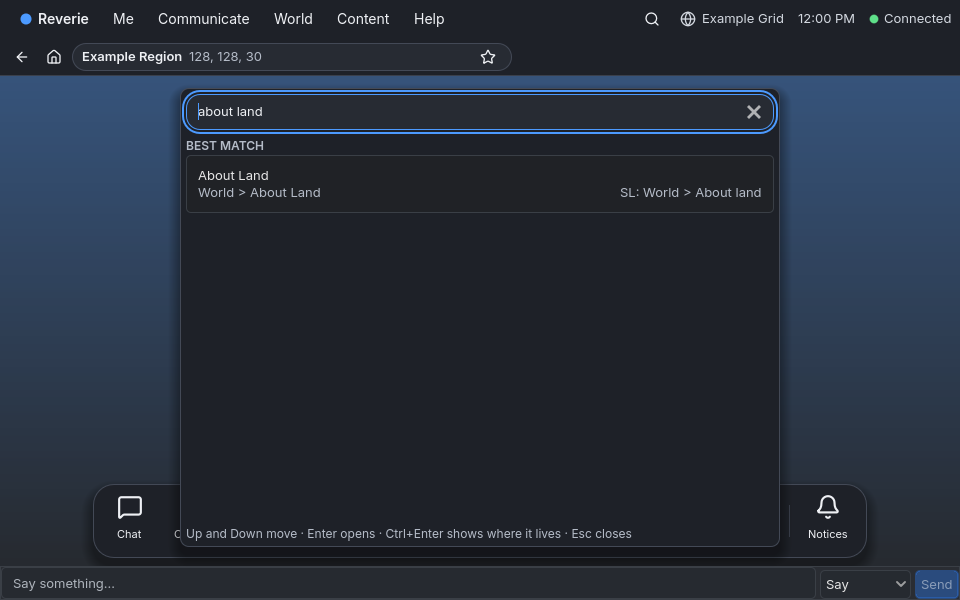 Reverie Me Communicate World Content Help Example Grid 12:00 PM Connected
Example Region 128, 128, 30
about land
BEST MATCH
About Land
World > About Land SL: World > About land
Up and Down move · Enter opens · Ctrl+Enter shows where it lives · Esc closes
Chat
Notices
Say something... Say Send